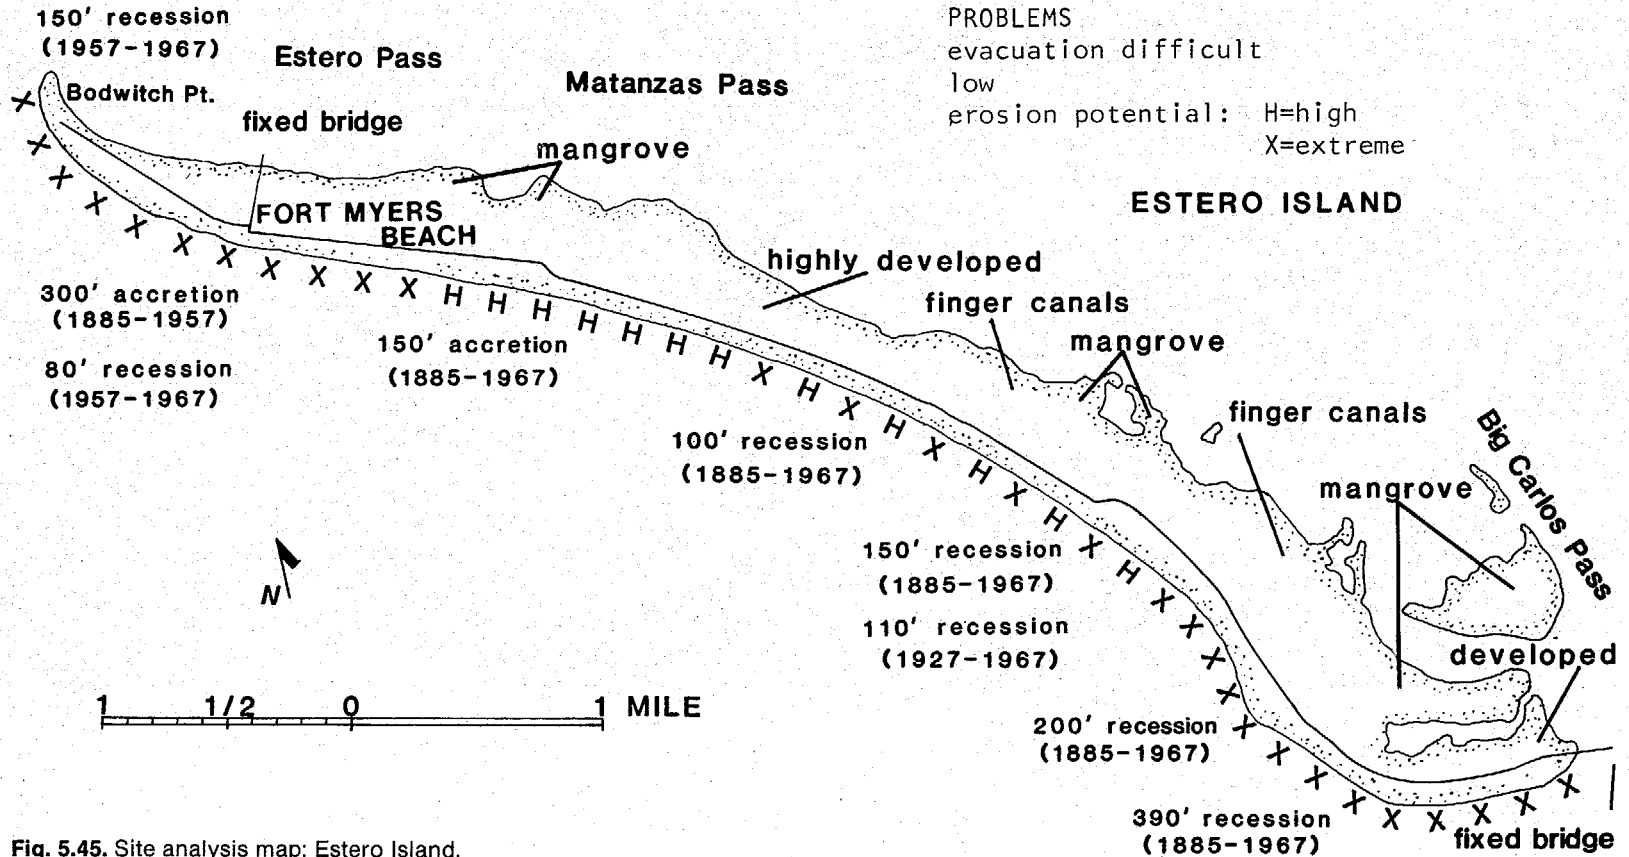 150' recession
(1957-1967)
Estero Pass
Matanzas Pass
PROBLEMS
evacuation difficult
low
erosion potential: H=high
X=extreme
Bodwitch Pt.
fixed bridge
mangrove
ESTERO ISLAND
FORT MYERS
BEACH
highly developed
finger canals
mangrove
finger canals
mangrove
Big Carlos Pass
developed
X
X
X
X
X
X
X
X
X
X
X
H
H
H
H
H
H
H
X
H
X
H
X
H
X
H
X
H
X
X
X
X
X
X
X
X
X
X
X
X
X
300' accretion
(1885-1957)
80' recession
(1957-1967)
150' accretion
(1885-1967)
100' recession
(1885-1967)
150' recession
(1885-1967)
110' recession
(1927-1967)
200' recession
(1885-1967)
390' recession
(1885-1967)
fixed bridge
N
1 1/2 0 1 MILE
Fig. 5.45. Site analysis map: Estero Island.